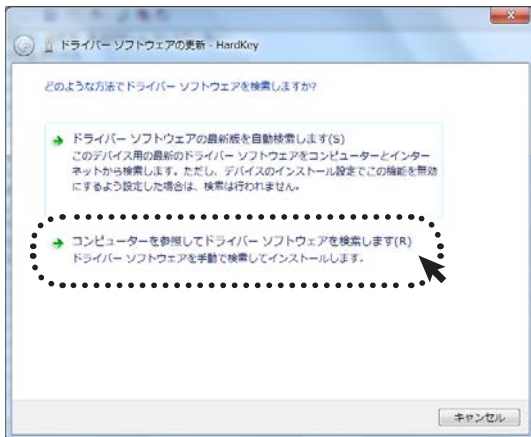 ドライバー ソフトウェアの更新 - HardKey
どのような方法でドライバー ソフトウェアを検索しますか?
ドライバー ソフトウェアの最新版を自動検索します(S)
このデバイス用の最新のドライバー ソフトウェアをコンピューターとインター
ネットから検索します。ただし、デバイスのインストール設定でこの機能を無効
にするよう設定した場合は、検索は行われません。
コンピューターを参照してドライバー ソフトウェアを検索します(R)
ドライバー ソフトウェアを手動で検索してインストールします。
キャンセル